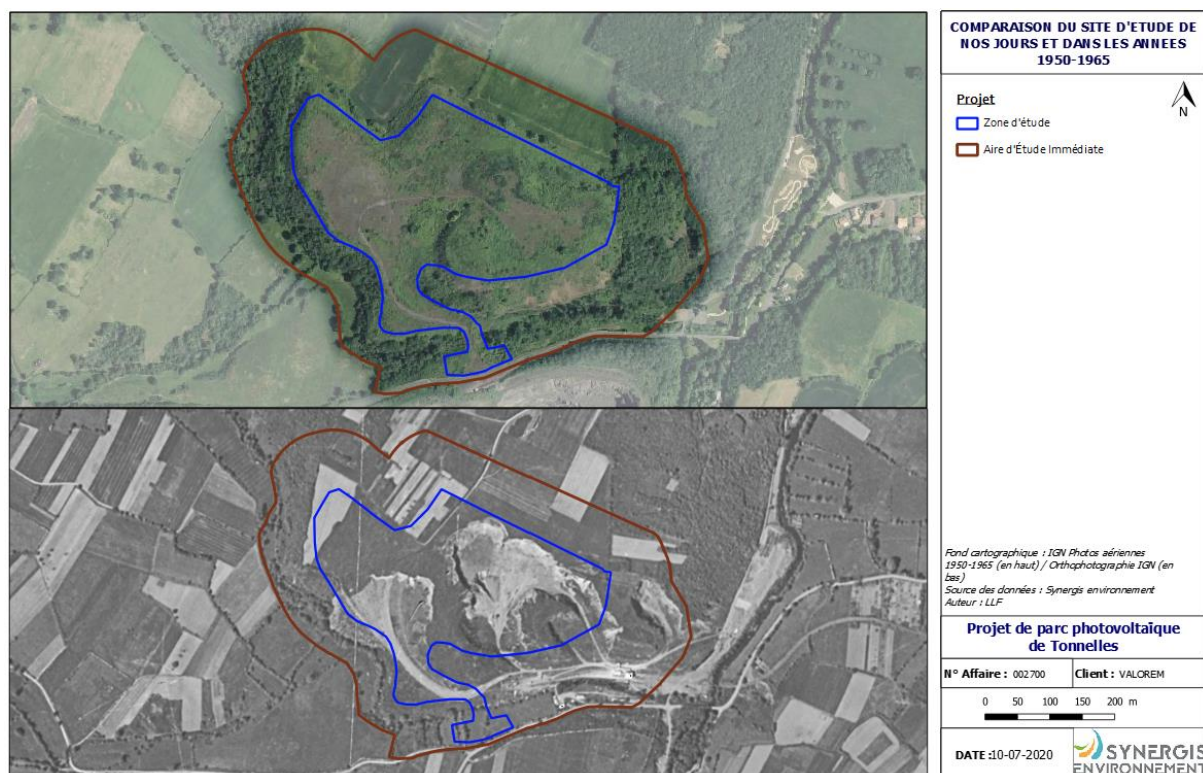 COMPARAISON DU SITE D'ETUDE DE
NOS JOURS ET DANS LES ANNEES
1950-1965
Projet
N
Zone d'étude
Aire d'Étude Immédiate
Fond cartographique : IGN Photos aériennes
1950-1965 (en haut) / Orthophotographie IGN (en
bas)
Source des données : Synergis environnement
Auteur : LLF
Projet de parc photovoltaïque
de Tonnelles
N° Affaire : 002700
Client : VALOREM
0 50 100 150 200 m
DATE :10-07-2020
SYNERGIS
ENVIRONNEMENT